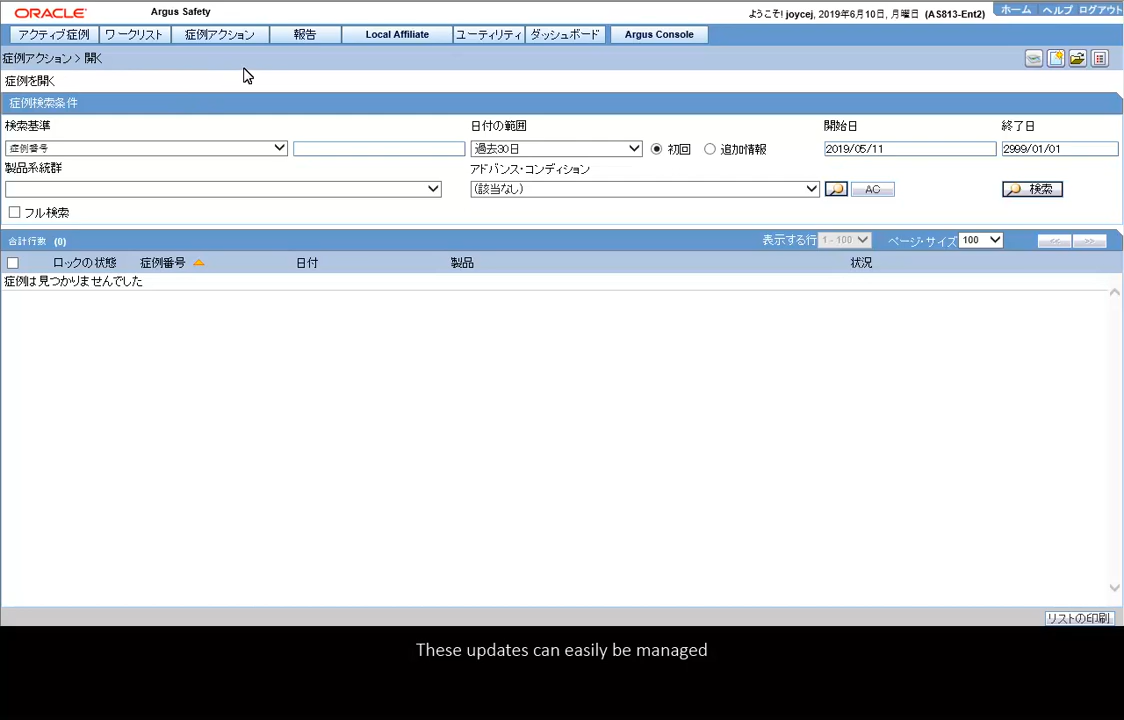 ORACLE Argus Safety ようこそ! joycej, 2019年6月10日, 月曜日 (AS813-Ent2) ホーム ヘルプ ログアウト
アクティブ症例 ワークリスト 症例アクション 報告 Local Affiliate ユーティリティ ダッシュボード Argus Console
症例アクション > 開く
症例を開く
症例検索条件
検索基準 日付の範囲 開始日 終了日
症例番号 過去30日 初回 追加情報 2019/05/11 2999/01/01
製品系統群 アドバンス・コンディション
(該当なし) AC 検索
フル検索
合計行数 (0) 表示する行 1 - 100 ページ・サイズ 100 << >>
ロックの状態 症例番号 日付 製品 状況
症例は見つかりませんでした
リストの印刷
These updates can easily be managed